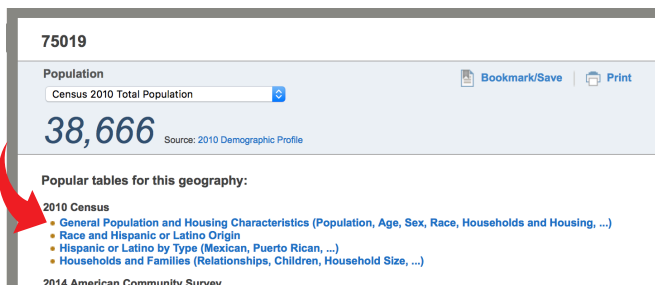 75019
Population
Bookmark/Save
Print
Census 2010 Total Population
38,666
Source: 2010 Demographic Profile
Popular tables for this geography:
2010 Census
General Population and Housing Characteristics (Population, Age, Sex, Race, Households and Housing, ...)
Race and Hispanic or Latino Origin
Hispanic or Latino by Type (Mexican, Puerto Rican, ...)
Households and Families (Relationships, Children, Household Size, ...)
2014 American Community Survey